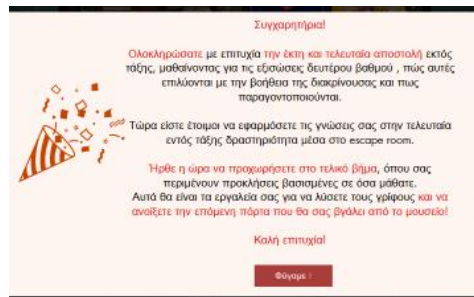 Συγχαρητήρια!
Ολοκληρώσατε με επιτυχία την έκτη και τελευταία αποστολή εκτός
τάξης, μαθαίνοντας για τις εξισώσεις δευτέρου βαθμού , πώς αυτές
επιλύονται με την βοήθεια της διακρίνουσας και πως
παραγοντοποιούνται.
Τώρα είστε έτοιμοι να εφαρμόσετε τις γνώσεις σας στην τελευταία
εντός τάξης δραστηριότητα μέσα στο escape room.
Ήρθε η ώρα να προχωρήσετε στο τελικό βήμα, όπου σας
περιμένουν προκλήσεις βασισμένες σε όσα μάθατε.
Αυτά θα είναι τα εργαλεία σας για να λύσετε τους γρίφους και να
ανοίξετε την επόμενη πόρτα που θα σας βγάλει από το μουσείο!
Καλή επιτυχία!
Φύγαμε !